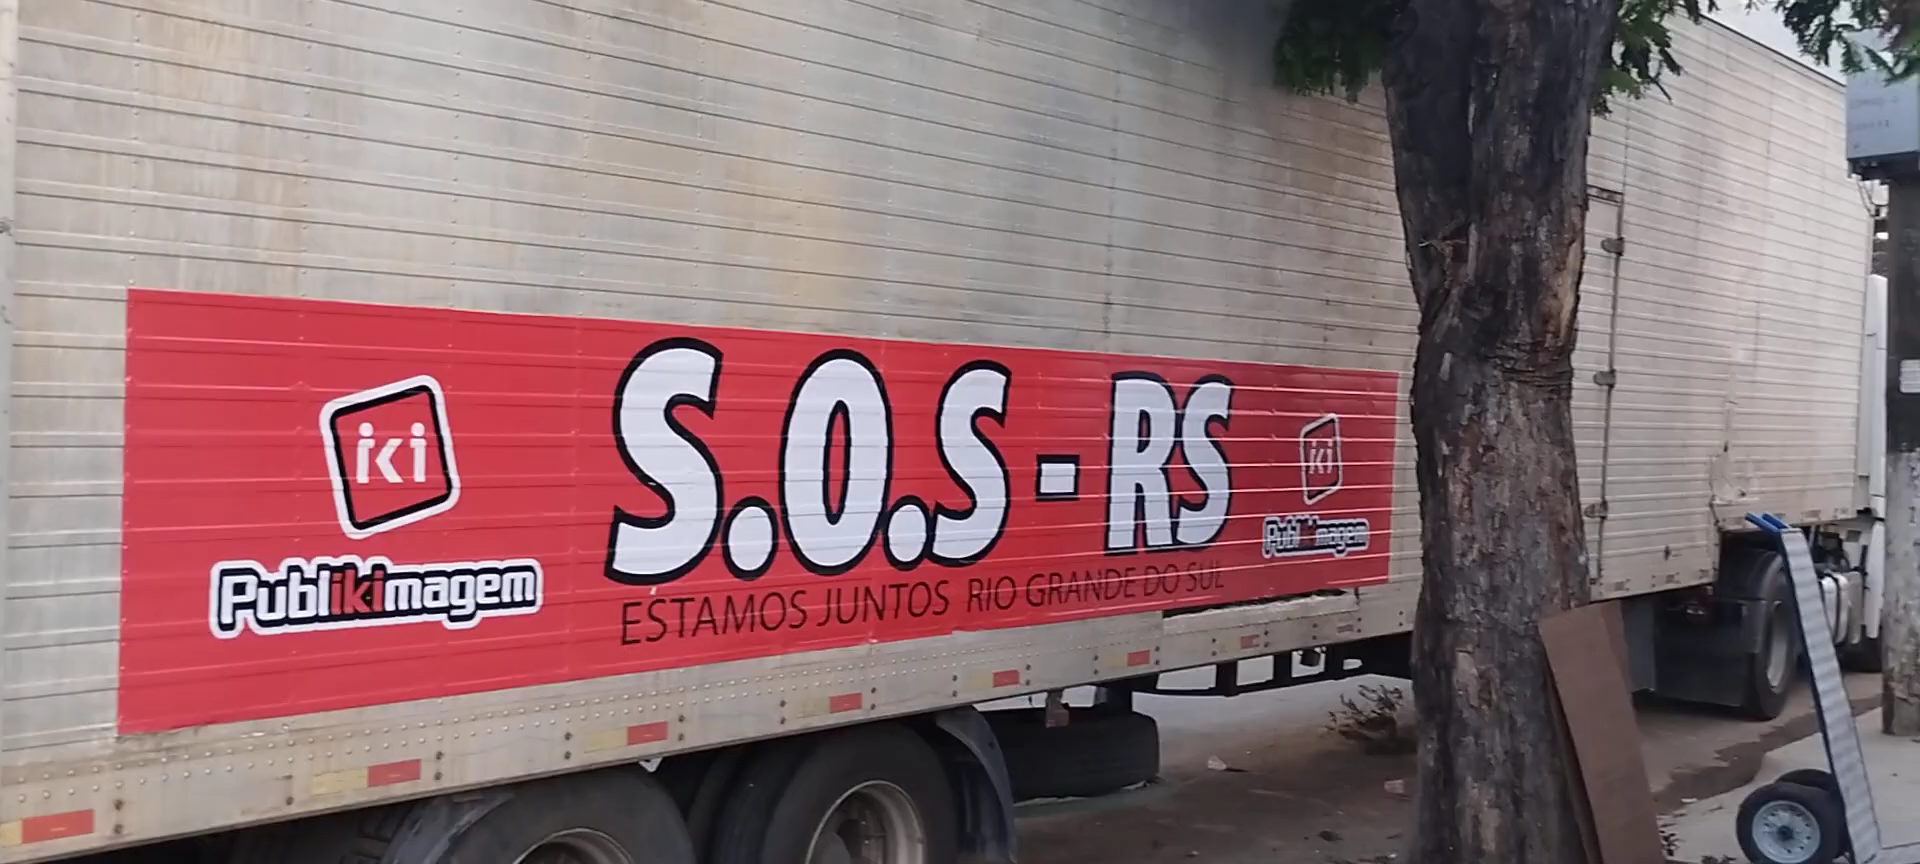 iki
Publikimagem
S.O.S - RS
ESTAMOS JUNTOS RIO GRANDE DO SUL
iki
Publikimagem